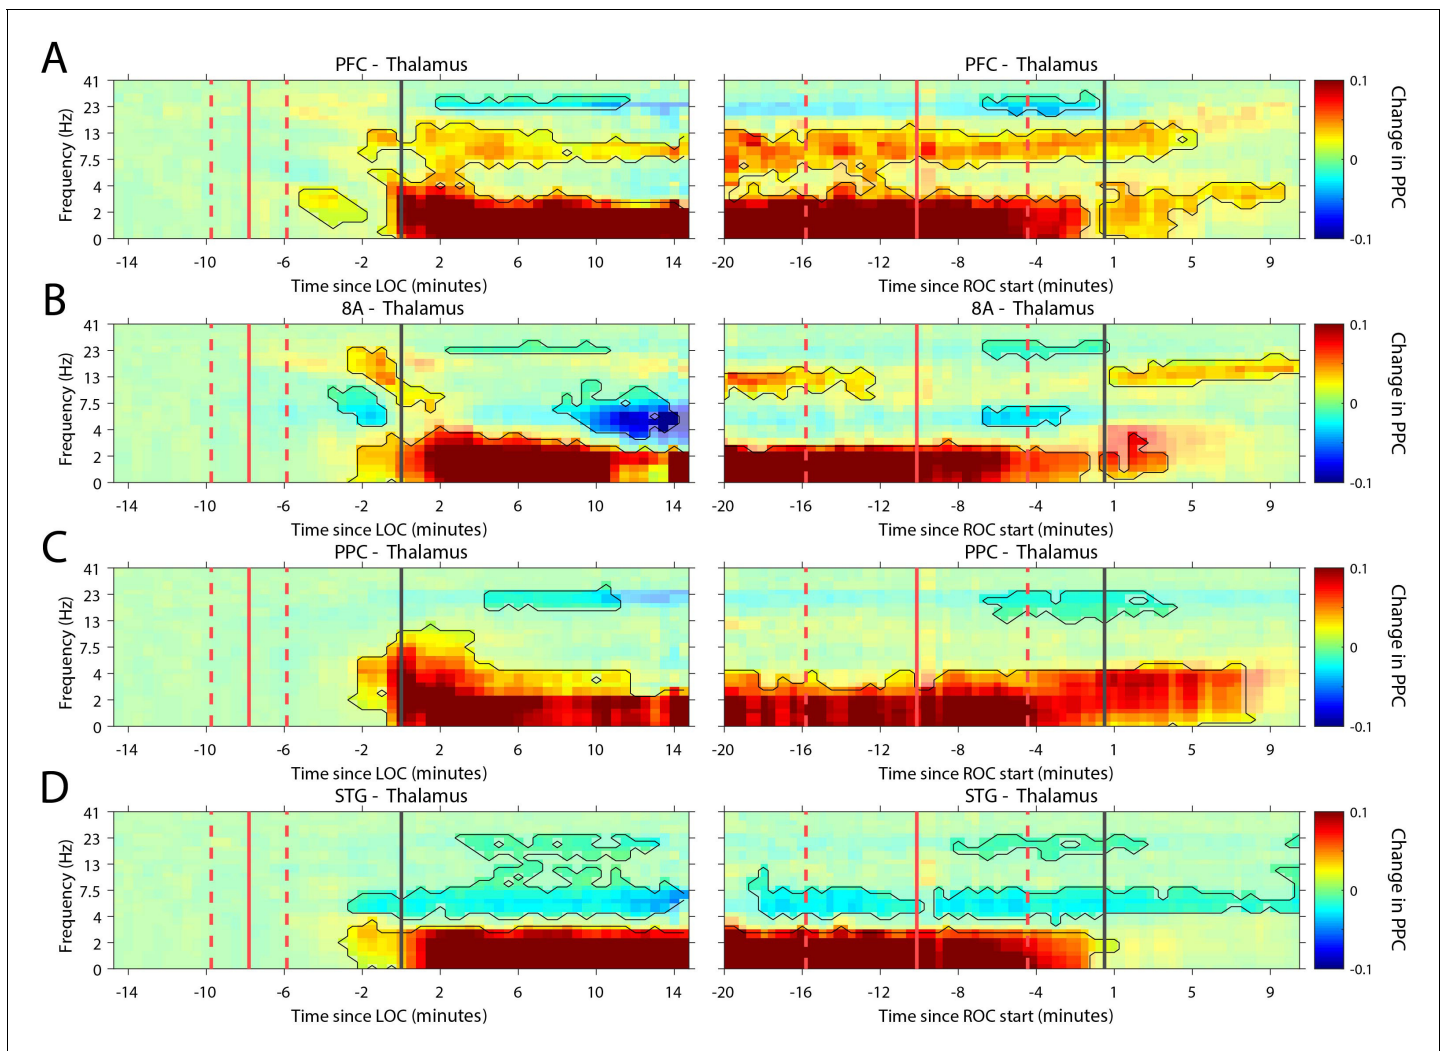 A
PFC - Thalamus
PFC - Thalamus
41
23
13
7.5
4
2
0
Frequency (Hz)
-14 -10 -6 -2 2 6 10 14
-20 -16 -12 -8 -4 1 5 9
Time since LOC (minutes)
Time since ROC start (minutes)
0.1
0
-0.1
Change in PPC
B
8A - Thalamus
8A - Thalamus
41
23
13
7.5
4
2
0
Frequency (Hz)
-14 -10 -6 -2 2 6 10 14
-20 -16 -12 -8 -4 1 5 9
Time since LOC (minutes)
Time since ROC start (minutes)
0.1
0
-0.1
Change in PPC
C
PPC - Thalamus
PPC - Thalamus
41
23
13
7.5
4
2
0
Frequency (Hz)
-14 -10 -6 -2 2 6 10 14
-20 -16 -12 -8 -4 1 5 9
Time since LOC (minutes)
Time since ROC start (minutes)
0.1
0
-0.1
Change in PPC
D
STG - Thalamus
STG - Thalamus
41
23
13
7.5
4
2
0
Frequency (Hz)
-14 -10 -6 -2 2 6 10 14
-20 -16 -12 -8 -4 1 5 9
Time since LOC (minutes)
Time since ROC start (minutes)
0.1
0
-0.1
Change in PPC